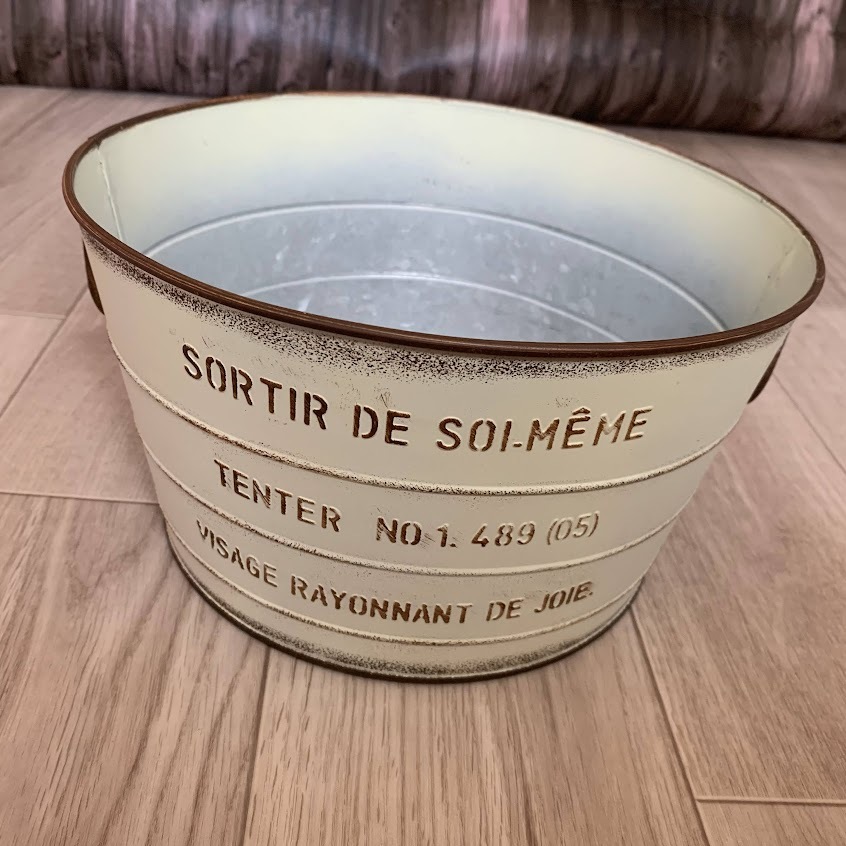 SORTIR DE SOI-MÊME
TENTER NO 1. 489 (05)
VISAGE RAYONNANT DE JOIE.